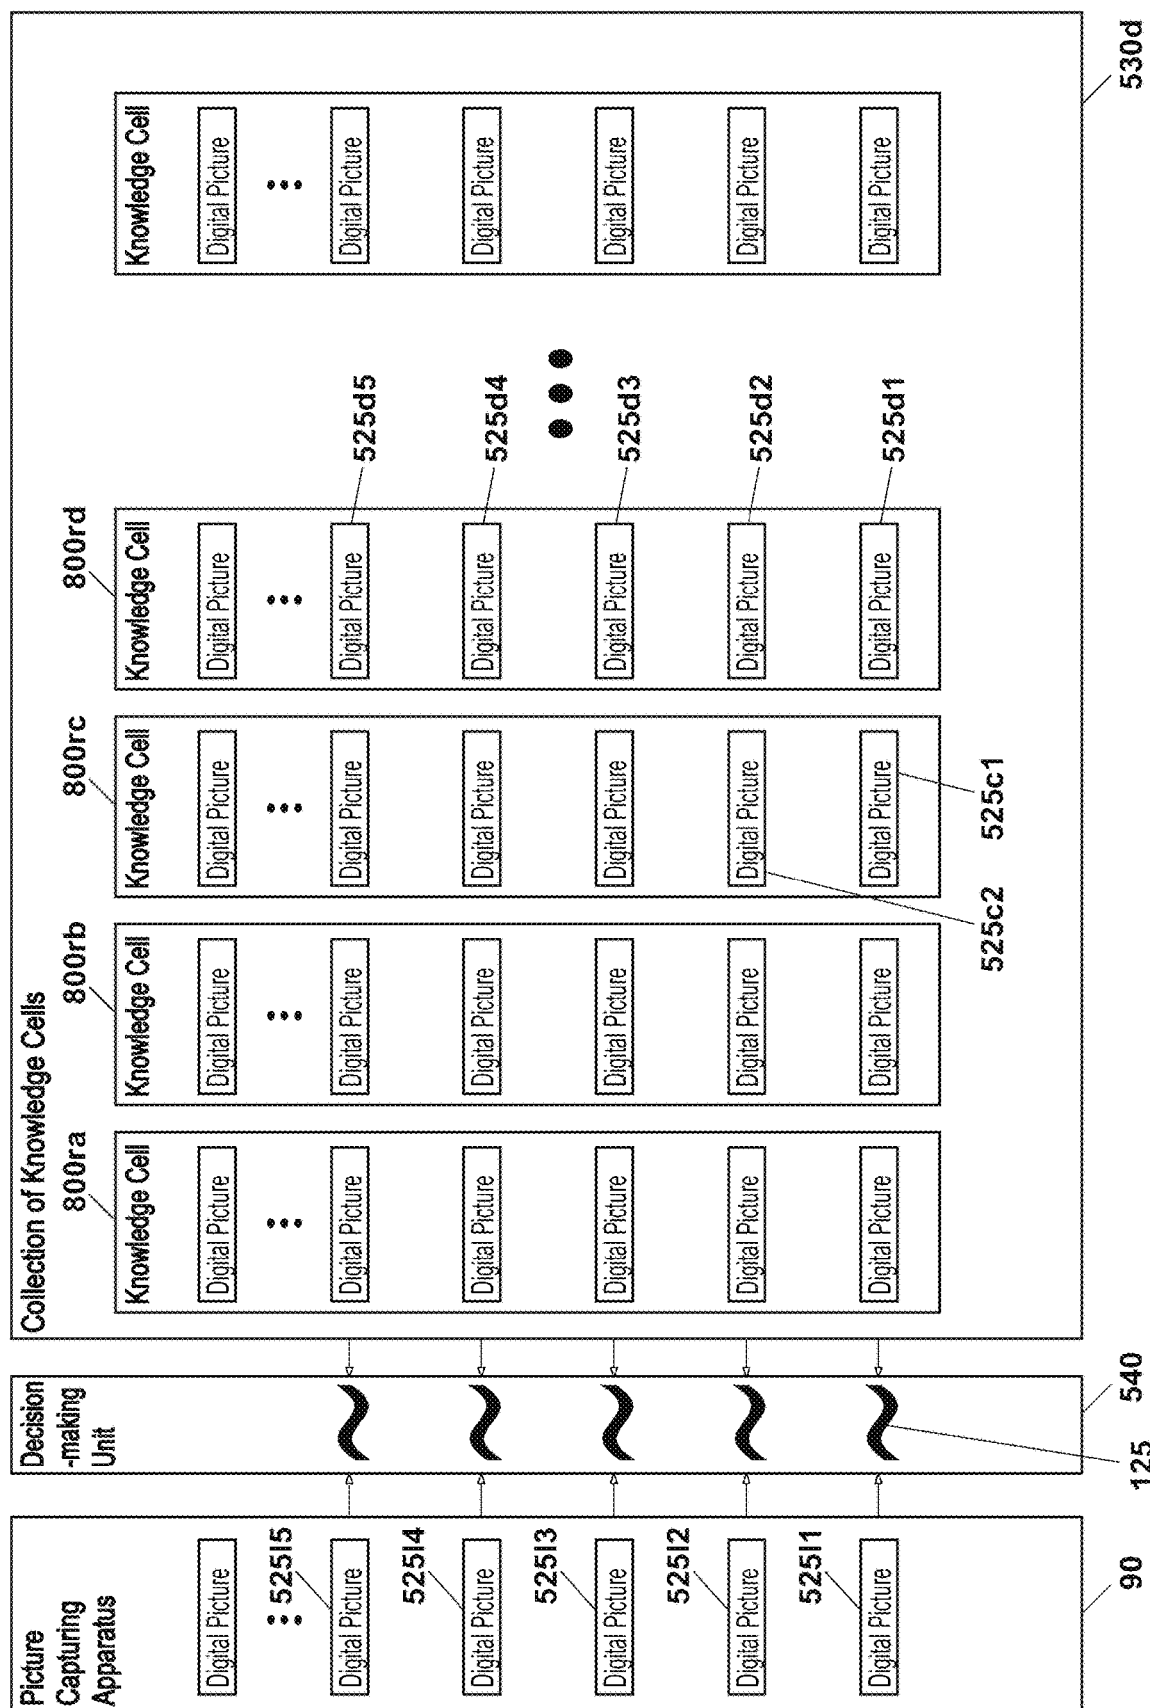 Picture
Capturing
Apparatus
Digital Picture
525l5
Digital Picture
525l4
Digital Picture
525l3
Digital Picture
525l2
Digital Picture
525l1
Digital Picture
90
Decision
-making
Unit
125
540
Collection of Knowledge Cells
800ra
Knowledge Cell
Digital Picture
Digital Picture
Digital Picture
Digital Picture
Digital Picture
Digital Picture
800rb
Knowledge Cell
Digital Picture
Digital Picture
Digital Picture
Digital Picture
Digital Picture
Digital Picture
800rc
Knowledge Cell
Digital Picture
Digital Picture
Digital Picture
Digital Picture
Digital Picture
Digital Picture
525c2
525c1
800rd
Knowledge Cell
Digital Picture
Digital Picture
525d5
Digital Picture
525d4
Digital Picture
525d3
Digital Picture
525d2
Digital Picture
525d1
Knowledge Cell
Digital Picture
Digital Picture
Digital Picture
Digital Picture
Digital Picture
Digital Picture
530d